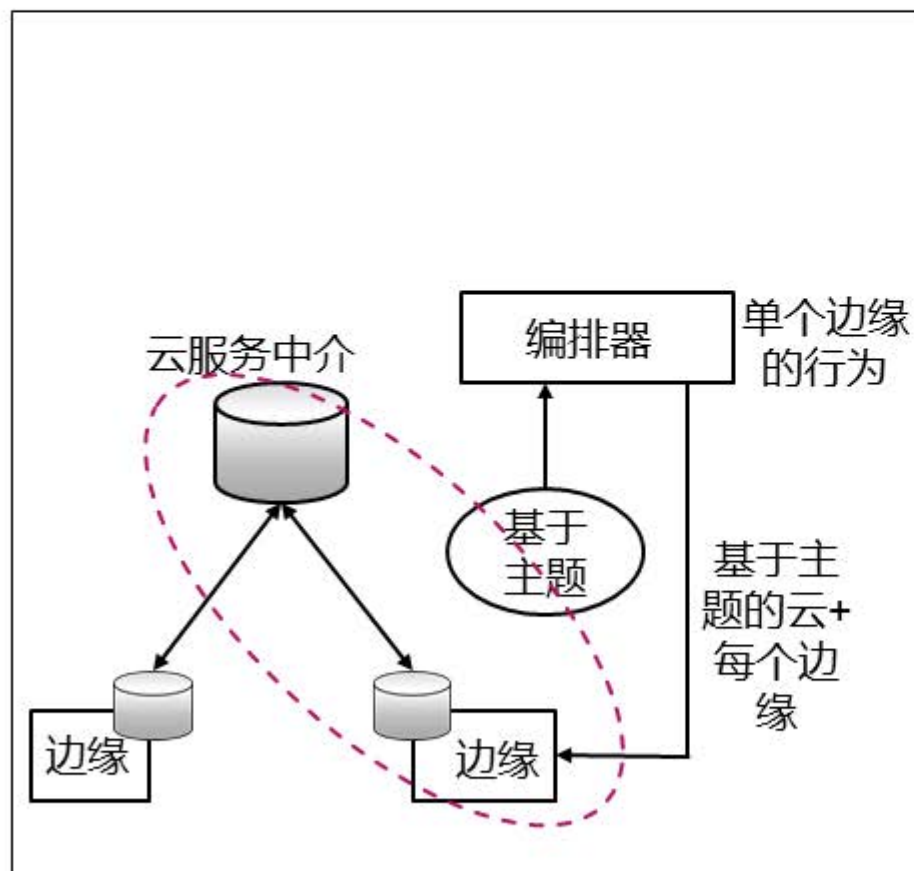 云服务中介
编排器
单个边缘
的行为
基于
主题
基于主
题的云+
每个边
缘
边缘
边缘